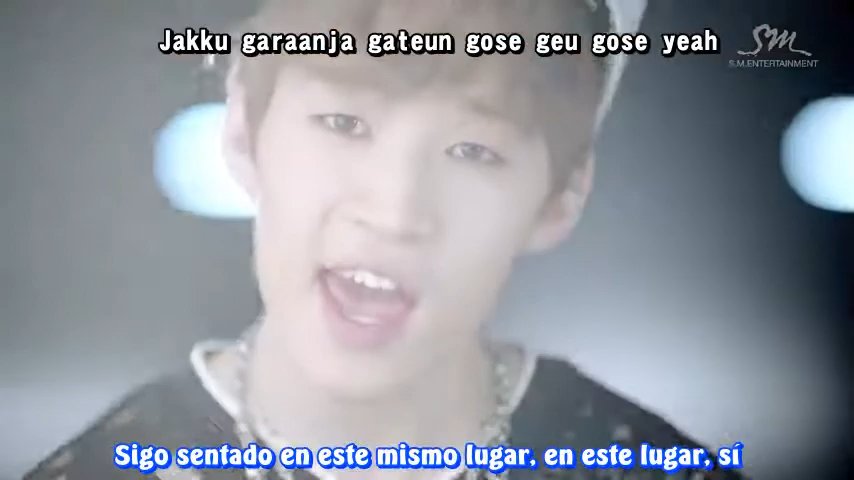 Jakku garaanja gateun gose geu gose yeah
SM
S.M.ENTERTAINMENT
Sigo sentado en este mismo lugar, en este lugar, sí